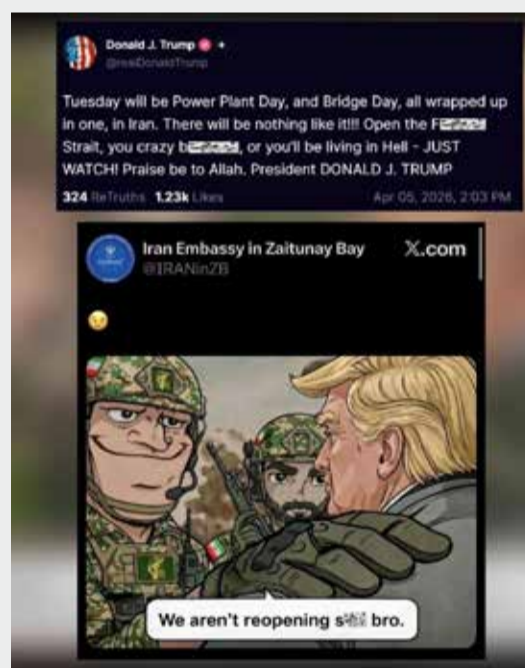 Donald J. Trump
@realDonaldTrump
Tuesday will be Power Plant Day, and Bridge Day, all wrapped up
in one, in Iran. There will be nothing like it!!! Open the F
Strait, you crazy b, or you'll be living in Hell - JUST
WATCH! Praise be to Allah. President DONALD J. TRUMP
324 ReTruths 1.23k Likes
Apr 05, 2026, 2:03 PM
Iran Embassy in Zaitunay Bay
X.com
@IRANinZB
We aren't reopening s bro.